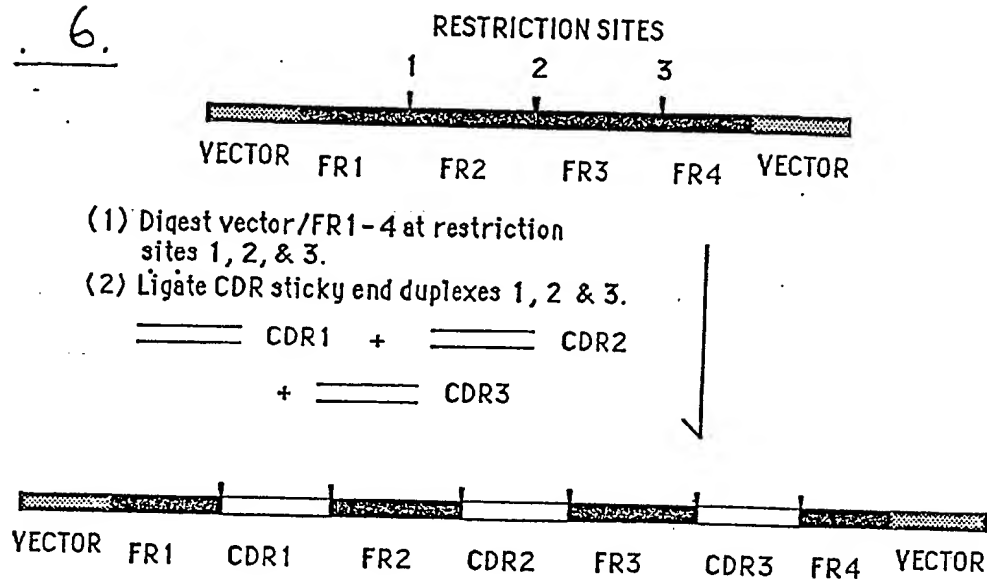 . 6.
RESTRICTION SITES
1 2 3
VECTOR FR1 FR2 FR3 FR4 VECTOR
(1) Digest vector/FR1-4 at restriction
sites 1, 2, & 3.
(2) Ligate CDR sticky end duplexes 1, 2 & 3.
CDR1 + CDR2
+ CDR3
VECTOR FR1 CDR1 FR2 CDR2 FR3 CDR3 FR4 VECTOR